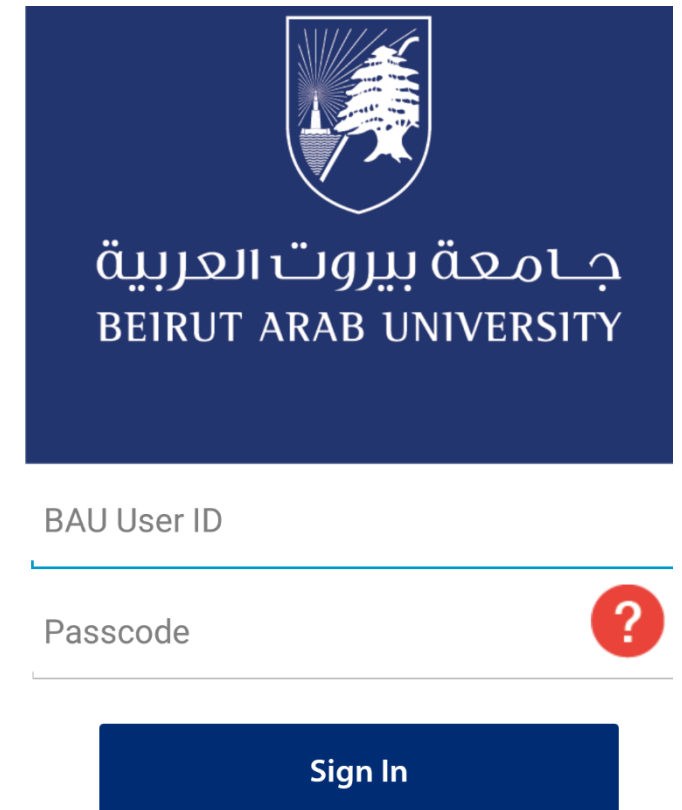 جامعة بيروت العربية
BEIRUT ARAB UNIVERSITY
BAU User ID
Passcode
?
Sign In